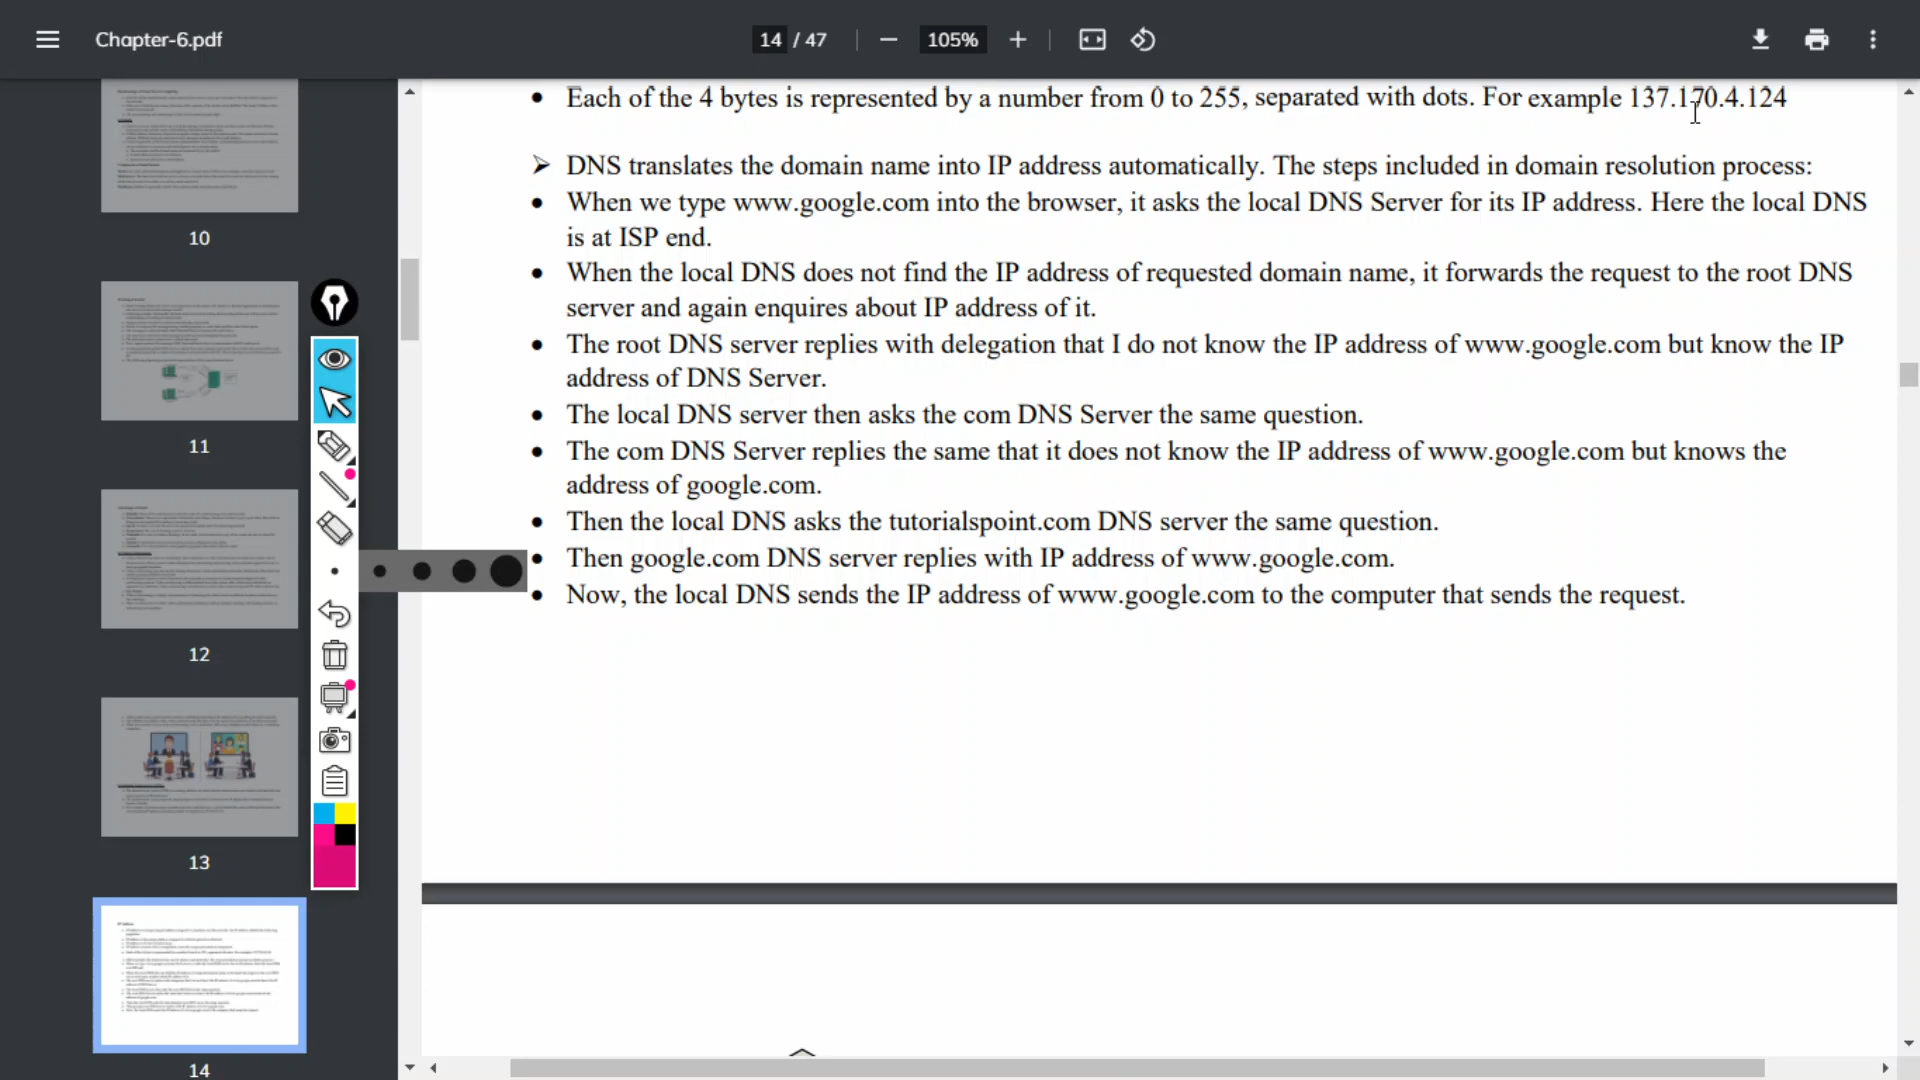 Chapter-6.pdf
14 / 47
105%
10
11
12
13
14
• Each of the 4 bytes is represented by a number from 0 to 255, separated with dots. For example 137.170.4.124
➢ DNS translates the domain name into IP address automatically. The steps included in domain resolution process:
• When we type www.google.com into the browser, it asks the local DNS Server for its IP address. Here the local DNS
is at ISP end.
• When the local DNS does not find the IP address of requested domain name, it forwards the request to the root DNS
server and again enquires about IP address of it.
• The root DNS server replies with delegation that I do not know the IP address of www.google.com but know the IP
address of DNS Server.
• The local DNS server then asks the com DNS Server the same question.
• The com DNS Server replies the same that it does not know the IP address of www.google.com but knows the
address of google.com.
• Then the local DNS asks the tutorialspoint.com DNS server the same question.
• Then google.com DNS server replies with IP address of www.google.com.
• Now, the local DNS sends the IP address of www.google.com to the computer that sends the request.